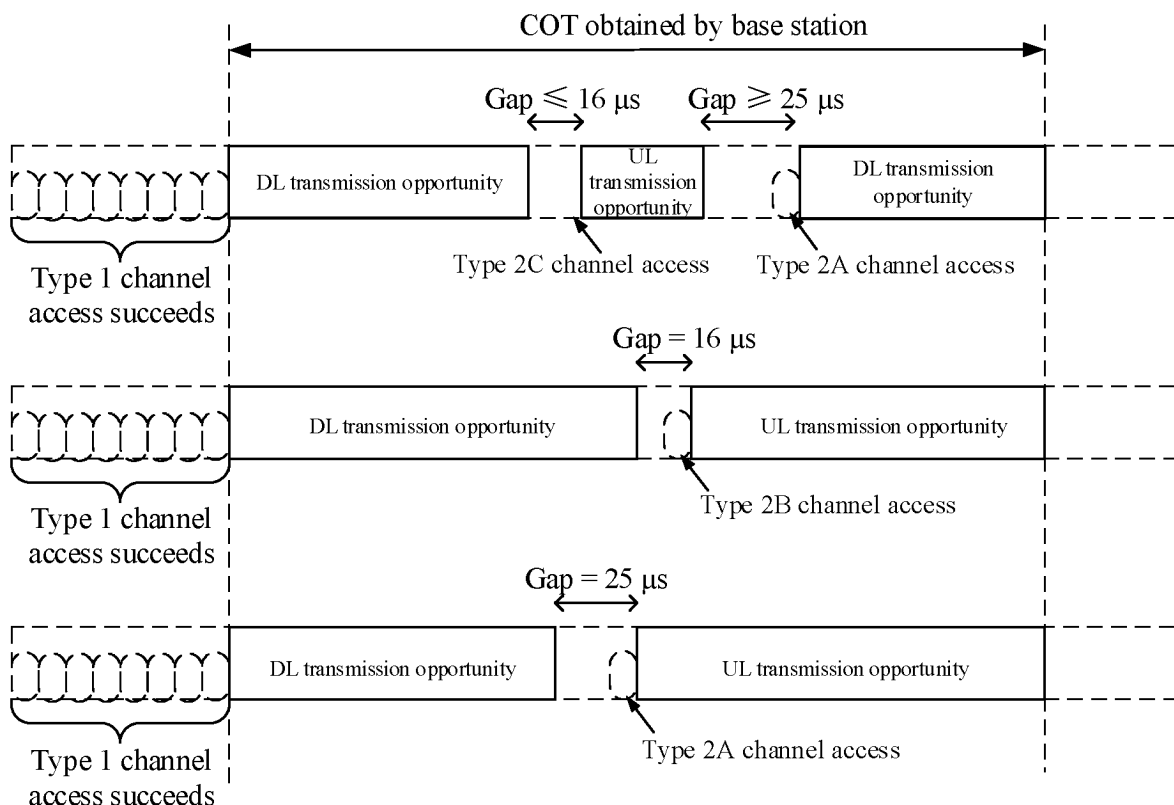 COT obtained by base station
Gap ≤ 16 μs
Gap ≥ 25 μs
DL transmission opportunity
UL
transmission
opportunity
DL transmission
opportunity
Type 2C channel access
Type 2A channel access
Type 1 channel
access succeeds
Gap = 16 μs
DL transmission opportunity
UL transmission opportunity
Type 2B channel access
Type 1 channel
access succeeds
Gap = 25 μs
DL transmission opportunity
UL transmission opportunity
Type 2A channel access
Type 1 channel
access succeeds